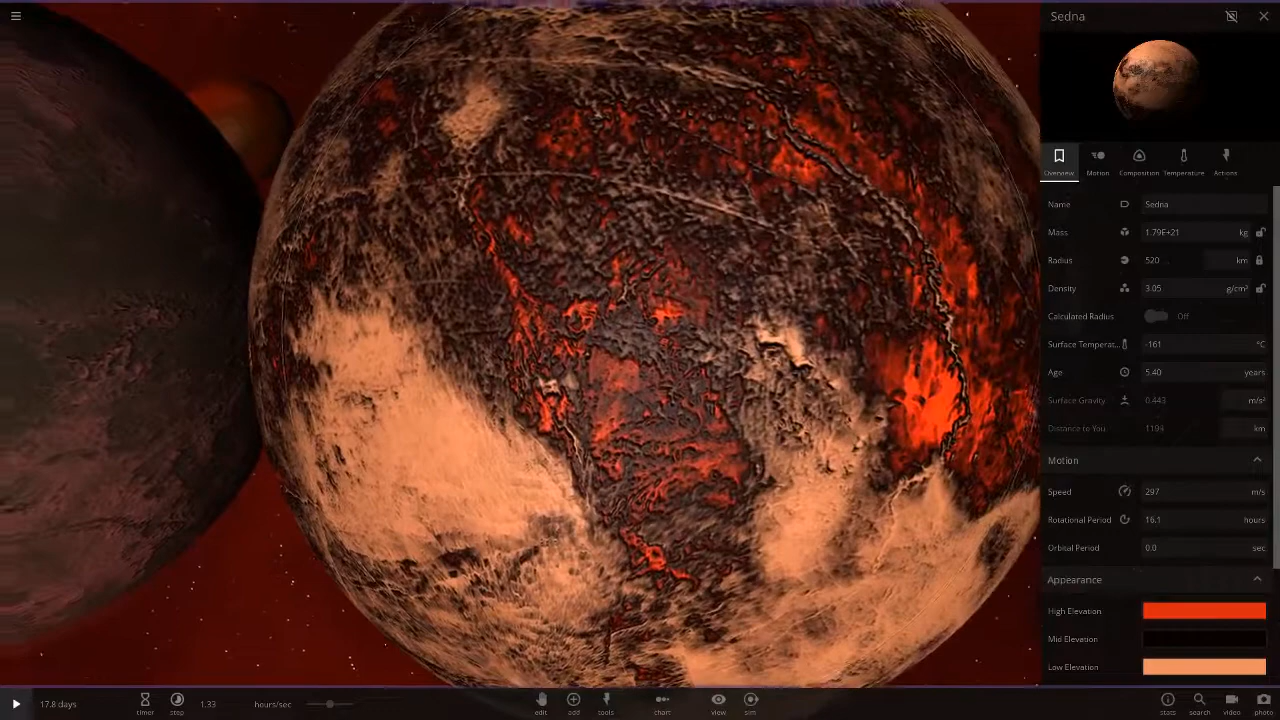 Sedna
Overview Motion Composition Temperature Actions
Name Sedna
Mass 1.79E+21 kg
Radius 520 .. km
Density 3.05 g/cm³
Calculated Radius Off
Surface Temperat... -161 °C
Age 5.40 years
Surface Gravity 0.443 m/s²
Distance to You 1194 km
Motion
Speed 297 m/s
Rotational Period 16.1 hours
Orbital Period 0.0 sec
Appearance
High Elevation
Mid Elevation
Low Elevation
17.8 days timer step 1.33 hours/sec edit add tools chart view sim stats search video photo